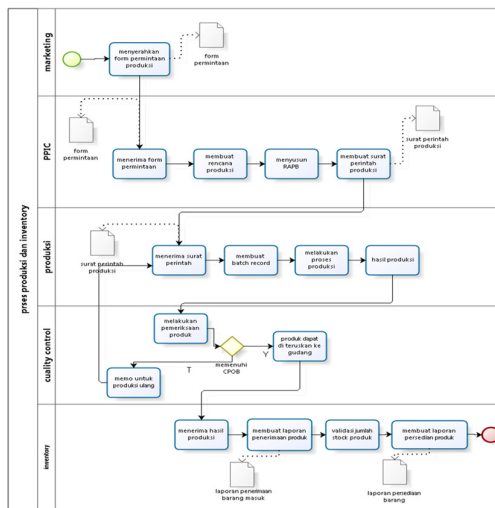 prses produksi dan inventory
marketing
menyerahkan
form permintaan
produksi
form
permintaan
PPIC
form
permintaan
menerima form
permintaan
membuat
rencana
produksi
menyusun
RAPB
membuat surat
perintah
produksi
surat perintah
produksi
produksi
surat perintah
produksi
menerima surat
perintah
membuat
batch record
melakukan
proses
produksi
hasil produksi
cuality control
melakukan
pemeriksaan
produk
memenuhi
CPOB
Y
T
produk dapat
di teruskan ke
gudang
memo untuk
produksi ulang
inventory
menerima hasil
produksi
membuat laporan
penerimaan produk
validasi jumlah
stock produk
membuat laporan
persedian produk
laporan penerimaan
barang masuk
laporan persediaan
barang